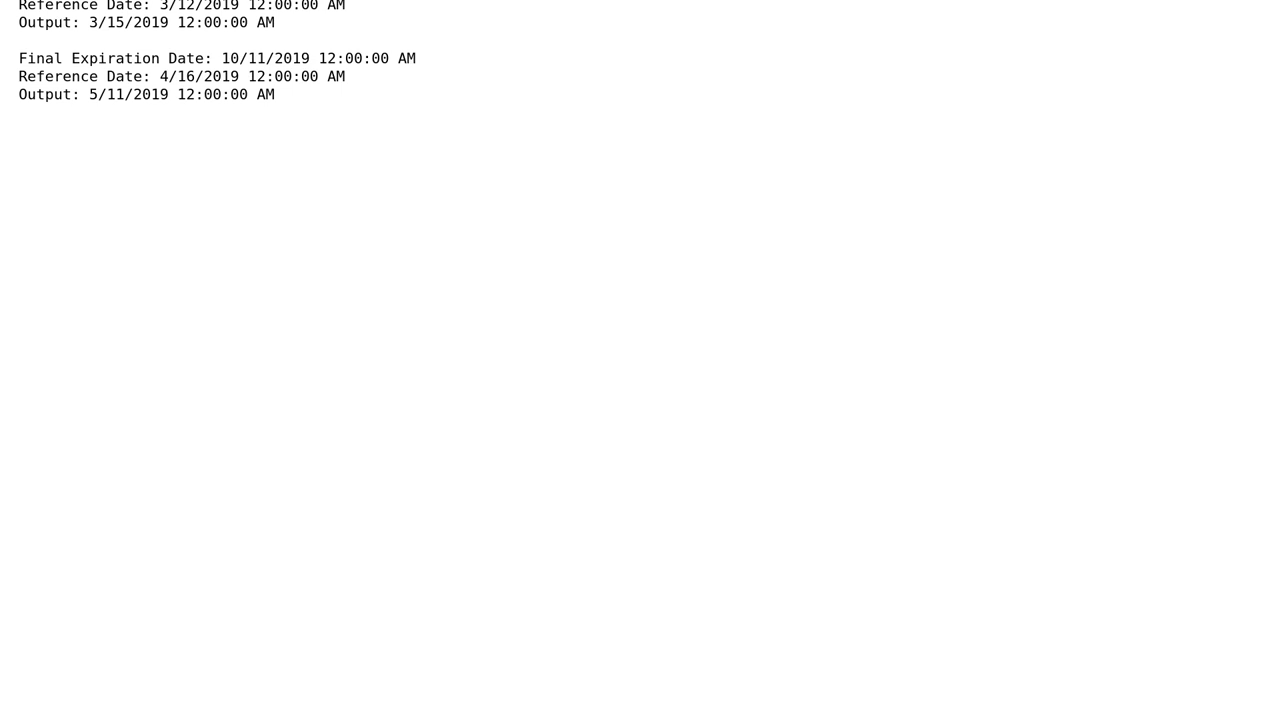 Reference Date: 3/12/2019 12:00:00 AM
Output: 3/15/2019 12:00:00 AM
Final Expiration Date: 10/11/2019 12:00:00 AM
Reference Date: 4/16/2019 12:00:00 AM
Output: 5/11/2019 12:00:00 AM